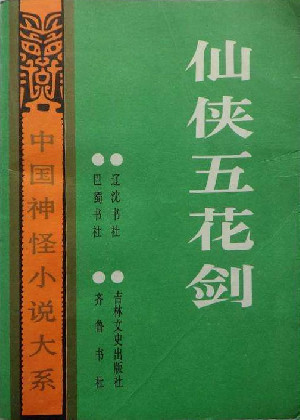 仙侠五花剑
辽沈书社
巴蜀书社
吉林文史出版社
齐鲁书社
中国神怪小说大系